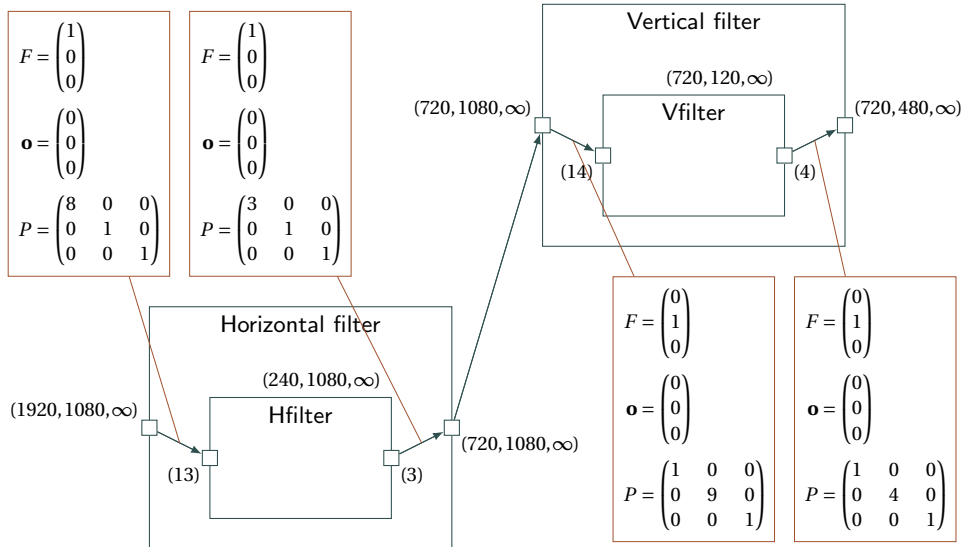 F = (1 0 0)
o = (0 0 0)
P = (8 0 0 0 1 0 0 0 1)
F = (1 0 0)
o = (0 0 0)
P = (3 0 0 0 1 0 0 0 1)
Vertical filter
(720, 120, ∞)
(720, 1080, ∞)
Vfilter
(720, 480, ∞)
(14)
(4)
Horizontal filter
(240, 1080, ∞)
(1920, 1080, ∞)
Hfilter
(720, 1080, ∞)
(13)
(3)
F = (0 1 0)
o = (0 0 0)
P = (1 0 0 0 9 0 0 0 1)
F = (0 1 0)
o = (0 0 0)
P = (1 0 0 0 4 0 0 0 1)